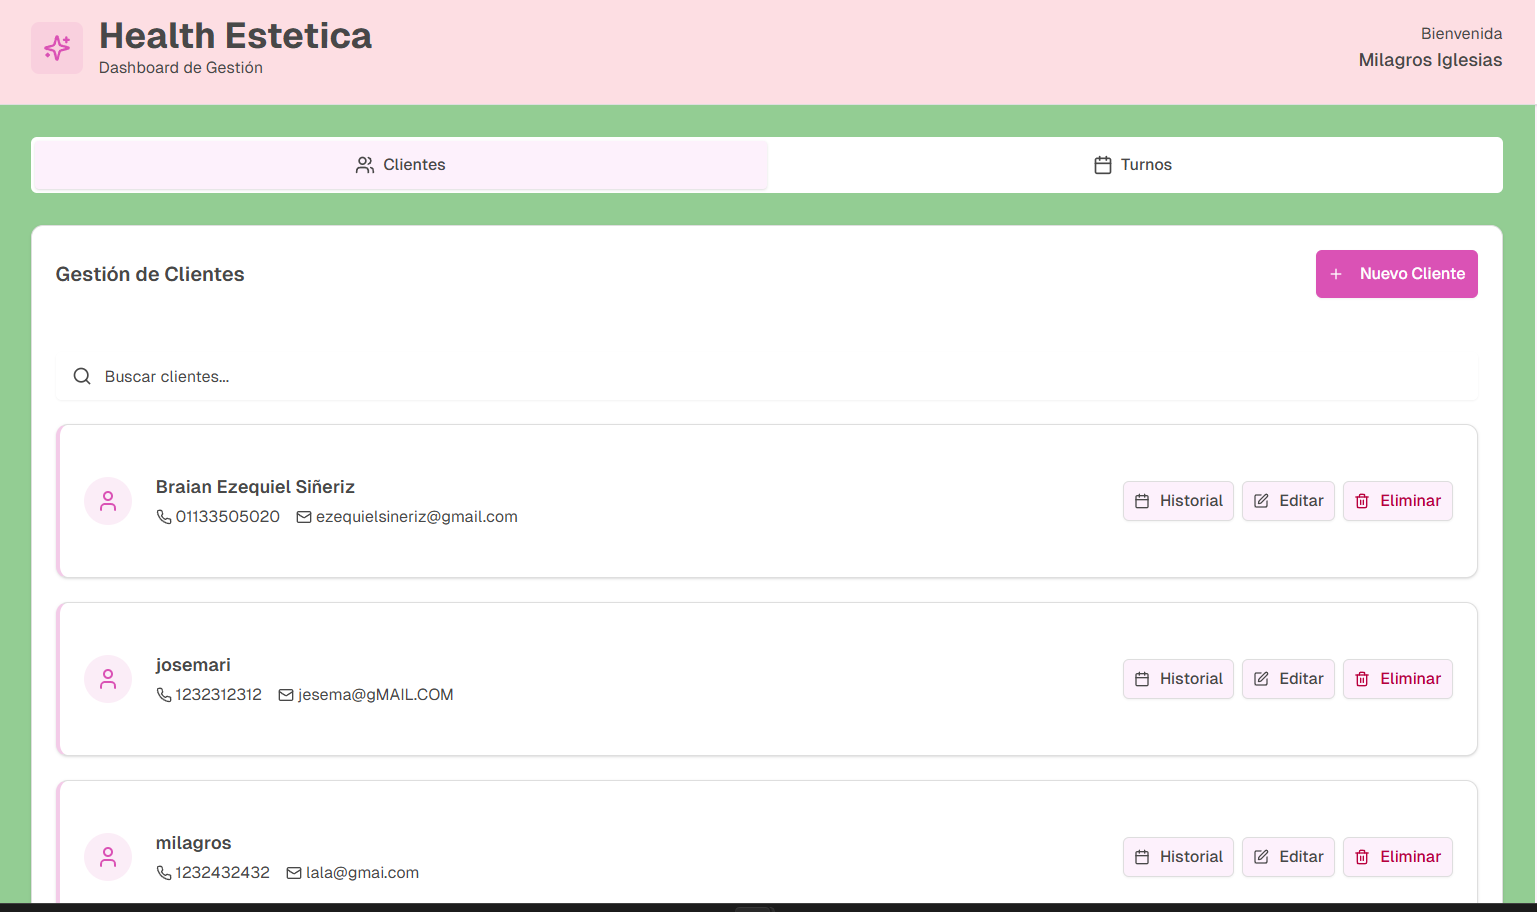 Health Estetica
Dashboard de Gestión
Bienvenida
Milagros Iglesias
Clientes
Turnos
Gestión de Clientes
Nuevo Cliente
Buscar clientes...
Braian Ezequiel Siñeriz
01133505020 ezequielsineriz@gmail.com
Historial Editar Eliminar
josemari
1232312312 jesema@gMAIL.COM
Historial Editar Eliminar
milagros
1232432432 lala@gmai.com
Historial Editar Eliminar